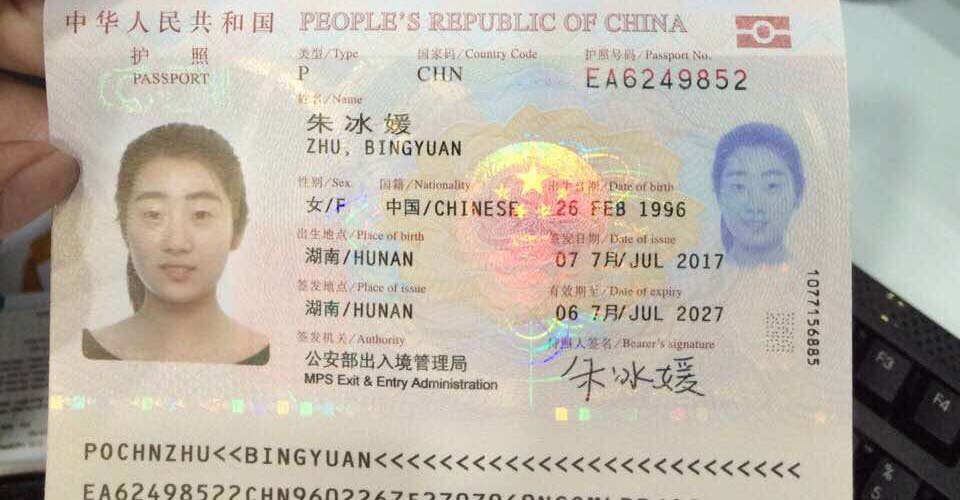 中华人民共和国 PEOPLE'S REPUBLIC OF CHINA
护照
PASSPORT
类型/Type 国家码/Country Code 护照号码/Passport No.
P CHN EA6249852
姓名/Name
朱冰媛
ZHU, BINGYUAN
性别/Sex 国籍/Nationality 出生日期/Date of birth
女/F 中国/CHINESE 26 FEB 1996
出生地点/Place of birth 签发日期/Date of issue
湖南/HUNAN 07 7月/JUL 2017
签发地点/Place of issue 有效期至/Date of expiry
湖南/HUNAN 06 7月/JUL 2027
签发机关/Authority 持照人签名/Bearer's signature
公安部出入境管理局 朱冰媛
MPS Exit & Entry Administration
1077156885
POCHNZHU<<BINGYUAN<<<<<<<<<<<<<<<<<<<<<<<<<<
EA62498522CHN960226
F3
F4